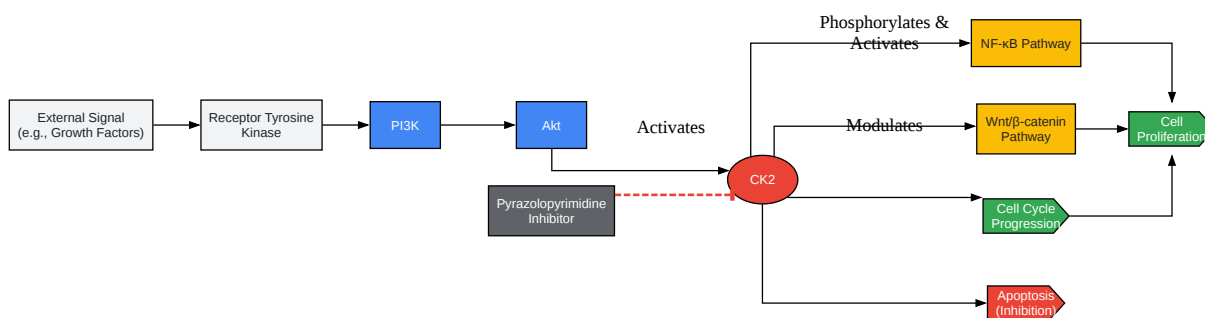 External Signal
(e.g., Growth Factors)
Receptor Tyrosine
Kinase
PI3K
Akt
Activates
Pyrazolopyrimidine
Inhibitor
CK2
Phosphorylates &
Activates
NF-κB Pathway
Modulates
Wnt/β-catenin
Pathway
Cell
Proliferation
Cell Cycle
Progression
Apoptosis
(Inhibition)